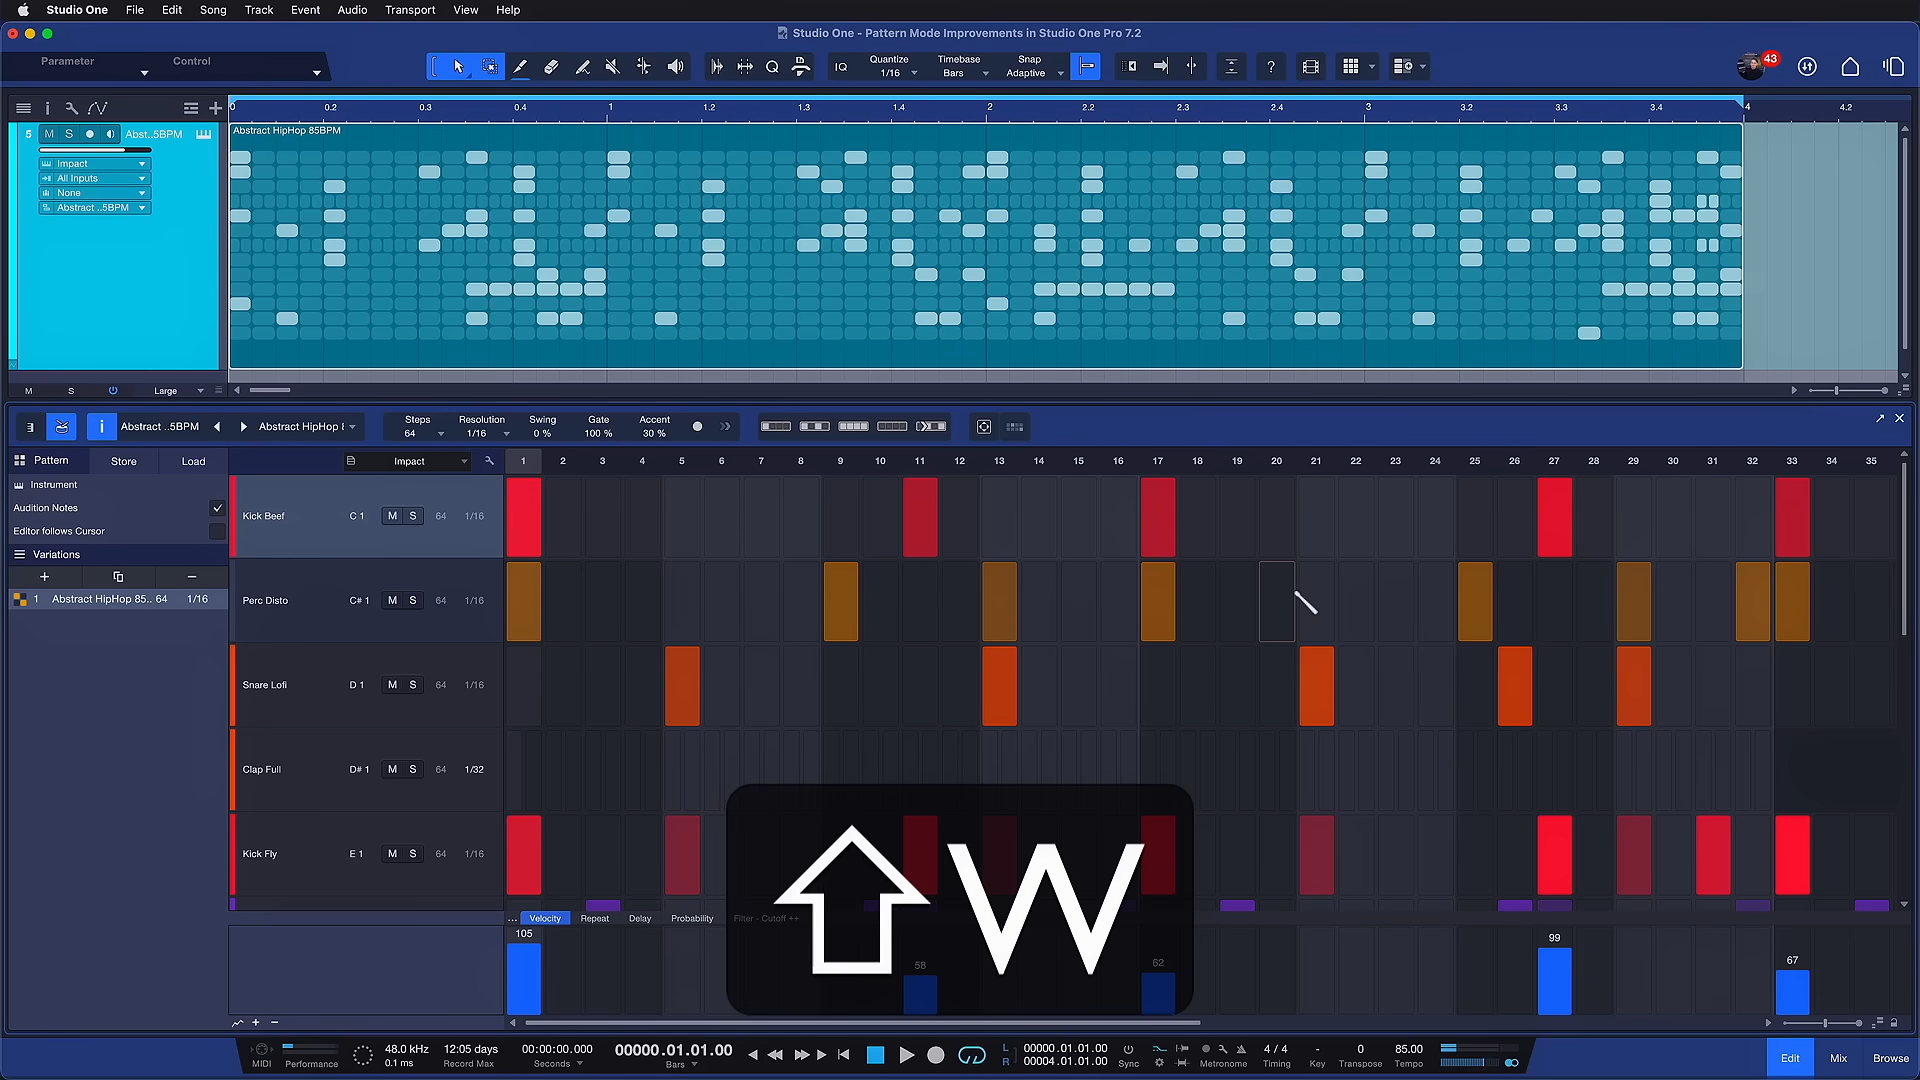 Studio One File Edit Song Track Event Audio Transport View Help
Studio One - Pattern Mode Improvements in Studio One Pro 7.2
Parameter Control
IQ Quantize 1/16 Timebase Bars Snap Adaptive ? 43
0 0.2 0.3 0.4 1 1.2 1.3 1.4 2 2.2 2.3 2.4 3 3.2 3.3 3.4 4 4.2
5 M S Abst..5BPM
Abstract HipHop 85BPM
Impact
All Inputs
None
Abstract ..5BPM
M S Large
i Abstract ..5BPM Abstract HipHop 8
Steps 64 Resolution 1/16 Swing 0 % Gate 100 % Accent 30 %
Pattern Store Load Impact
1 2 3 4 5 6 7 8 9 10 11 12 13 14 15 16 17 18 19 20 21 22 23 24 25 26 27 28 29 30 31 32 33 34 35
Instrument
Audition Notes
Editor follows Cursor
Variations
+ −
1 Abstract HipHop 85.. 64 1/16
Kick Beef C 1 M S 64 1/16
Perc Disto C# 1 M S 64 1/16
Snare Lofi D 1 M S 64 1/16
Clap Full D# 1 M S 64 1/32
Kick Fly E 1 M S 64 1/16
⇧W
... Velocity Repeat Delay Probability Filter - Cutoff ++
105 58 62 99 67
MIDI Performance 48.0 kHz 0.1 ms 12:05 days Record Max 00:00:00.000 Seconds 00000.01.01.00 Bars
L 00000.01.01.00
R 00004.01.01.00
Sync Metronome 4 / 4 Timing - Key 0 Transpose 85.00 Tempo
Edit Mix Browse